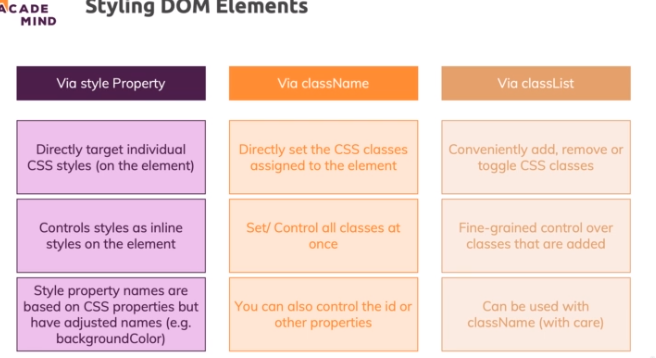 ACADE
MIND
Styling DOM Elements
Via style Property
Via className
Via classList
Directly target individual
CSS styles (on the element)
Directly set the CSS classes
assigned to the element
Conveniently add, remove or
toggle CSS classes
Controls styles as inline
styles on the element
Set/ Control all classes at
once
Fine-grained control over
classes that are added
Style property names are
based on CSS properties but
have adjusted names (e.g.
backgroundColor)
You can also control the id or
other properties
Can be used with
className (with care)